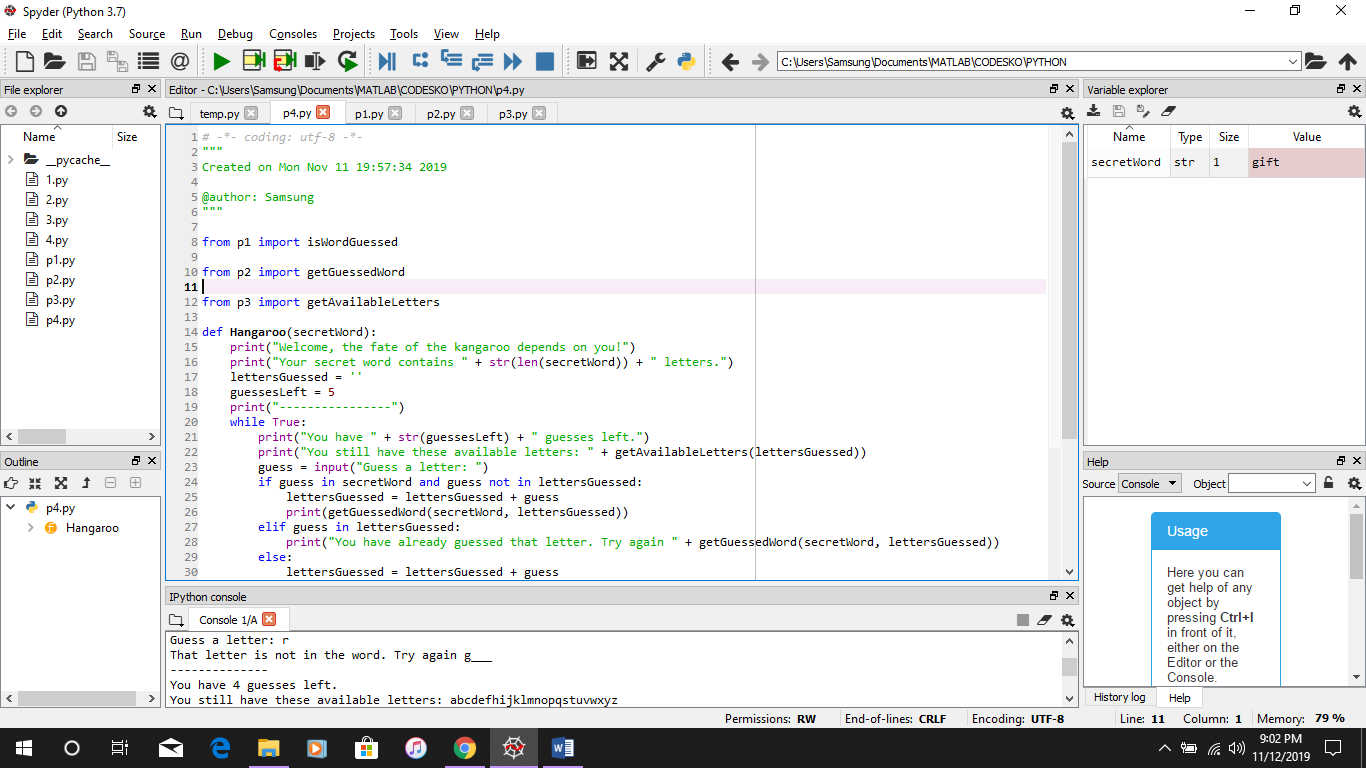 Spyder (Python 3.7)
File Edit Search Source Run Debug Consoles Projects Tools View Help
C:\Users\Samsung\Documents\MATLAB\CODESKO\PYTHON
File explorer
Name Size
__pycache__
1.py
2.py
3.py
4.py
p1.py
p2.py
p3.py
p4.py
Outline
p4.py
Hangaroo
Editor - C:\Users\Samsung\Documents\MATLAB\CODESKO\PYTHON\p4.py
temp.py p4.py p1.py p2.py p3.py
1 # -*- coding: utf-8 -*-
2 """
3 Created on Mon Nov 11 19:57:34 2019
4
5 @author: Samsung
6 """
7
8 from p1 import isWordGuessed
9
10 from p2 import getGuessedWord
11
12 from p3 import getAvailableLetters
13
14 def Hangaroo(secretWord):
15     print("Welcome, the fate of the kangaroo depends on you!")
16     print("Your secret word contains " + str(len(secretWord)) + " letters.")
17     lettersGuessed = ''
18     guessesLeft = 5
19     print("----------------")
20     while True:
21         print("You have " + str(guessesLeft) + " guesses left.")
22         print("You still have these available letters: " + getAvailableLetters(lettersGuessed))
23         guess = input("Guess a letter: ")
24         if guess in secretWord and guess not in lettersGuessed:
25             lettersGuessed = lettersGuessed + guess
26             print(getGuessedWord(secretWord, lettersGuessed))
27         elif guess in lettersGuessed:
28             print("You have already guessed that letter. Try again " + getGuessedWord(secretWord, lettersGuessed))
29         else:
30             lettersGuessed = lettersGuessed + guess
IPython console
Console 1/A
Guess a letter: r
That letter is not in the word. Try again g___
--------------
You have 4 guesses left.
You still have these available letters: abcdefhijklmnopqstuvwxyz
Variable explorer
Name Type Size Value
secretWord str 1 gift
Help
Source Console Object
Usage
Here you can
get help of any
object by
pressing Ctrl+I
in front of it,
either on the
Editor or the
Console.
History log Help
Permissions: RW End-of-lines: CRLF Encoding: UTF-8 Line: 11 Column: 1 Memory: 79 %
9:02 PM
11/12/2019